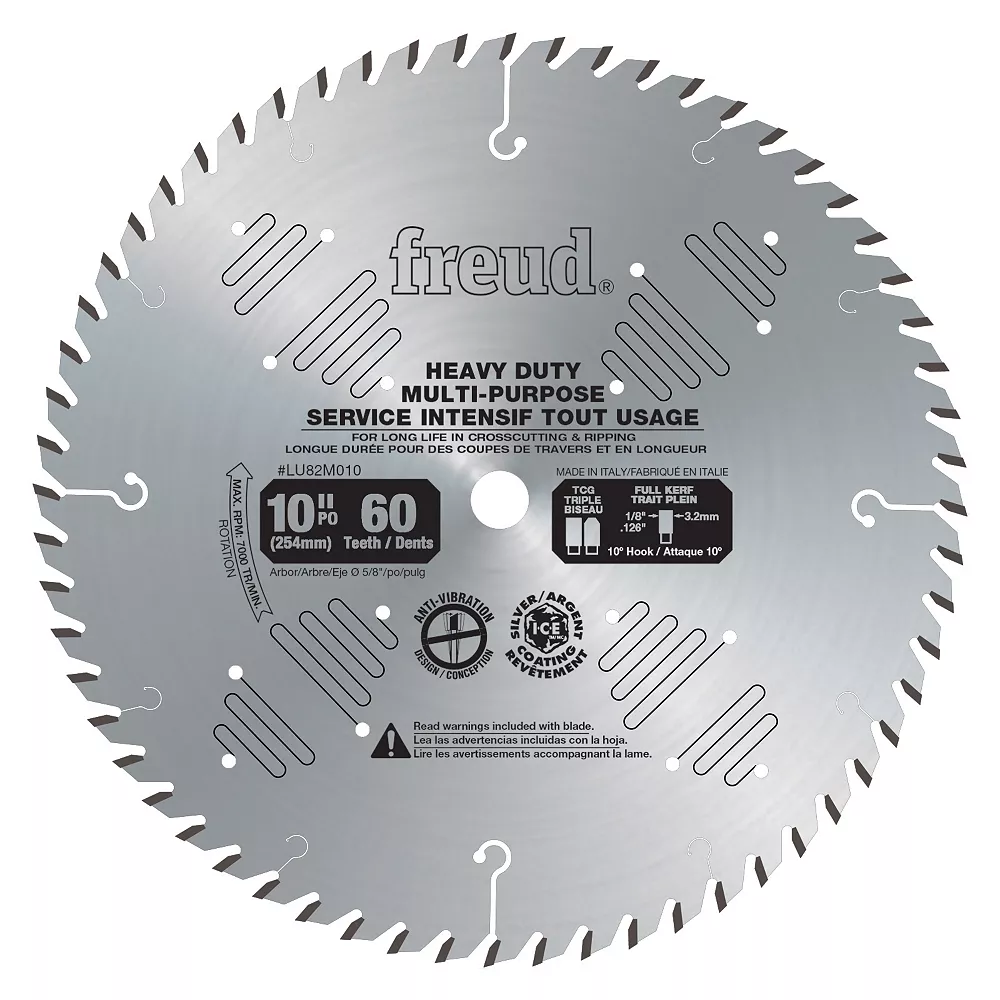 freud®
HEAVY DUTY
MULTI-PURPOSE
SERVICE INTENSIF TOUT USAGE
FOR LONG LIFE IN CROSSCUTTING & RIPPING
LONGUE DURÉE POUR DES COUPES DE TRAVERS ET EN LONGUEUR
#LU82M010
MADE IN ITALY/FABRIQUÉ EN ITALIE
10"
PO
(254mm)
60
Teeth / Dents
TCG
TRIPLE
BISEAU
FULL KERF
TRAIT PLEIN
1/8"
3.2mm
.126"
10º Hook / Attaque 10º
Arbor/Arbre/Eje Ø 5/8"/po/pulg
MAX. RPM: 7000 TR/MIN.
ROTATION
ANTI-VIBRATION
DESIGN / CONCEPTION
SILVER/ARGENT
I·C·E
COATING
REVÊTEMENT
Read warnings included with blade.
Lea las advertencias incluidas con la hoja.
Lire les avertissements accompagnant la lame.